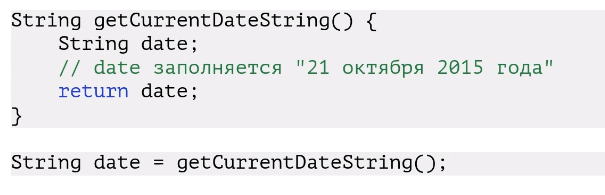 String getCurrentDateString() {
    String date;
    // date заполняется "21 октября 2015 года"
    return date;
}
String date = getCurrentDateString();